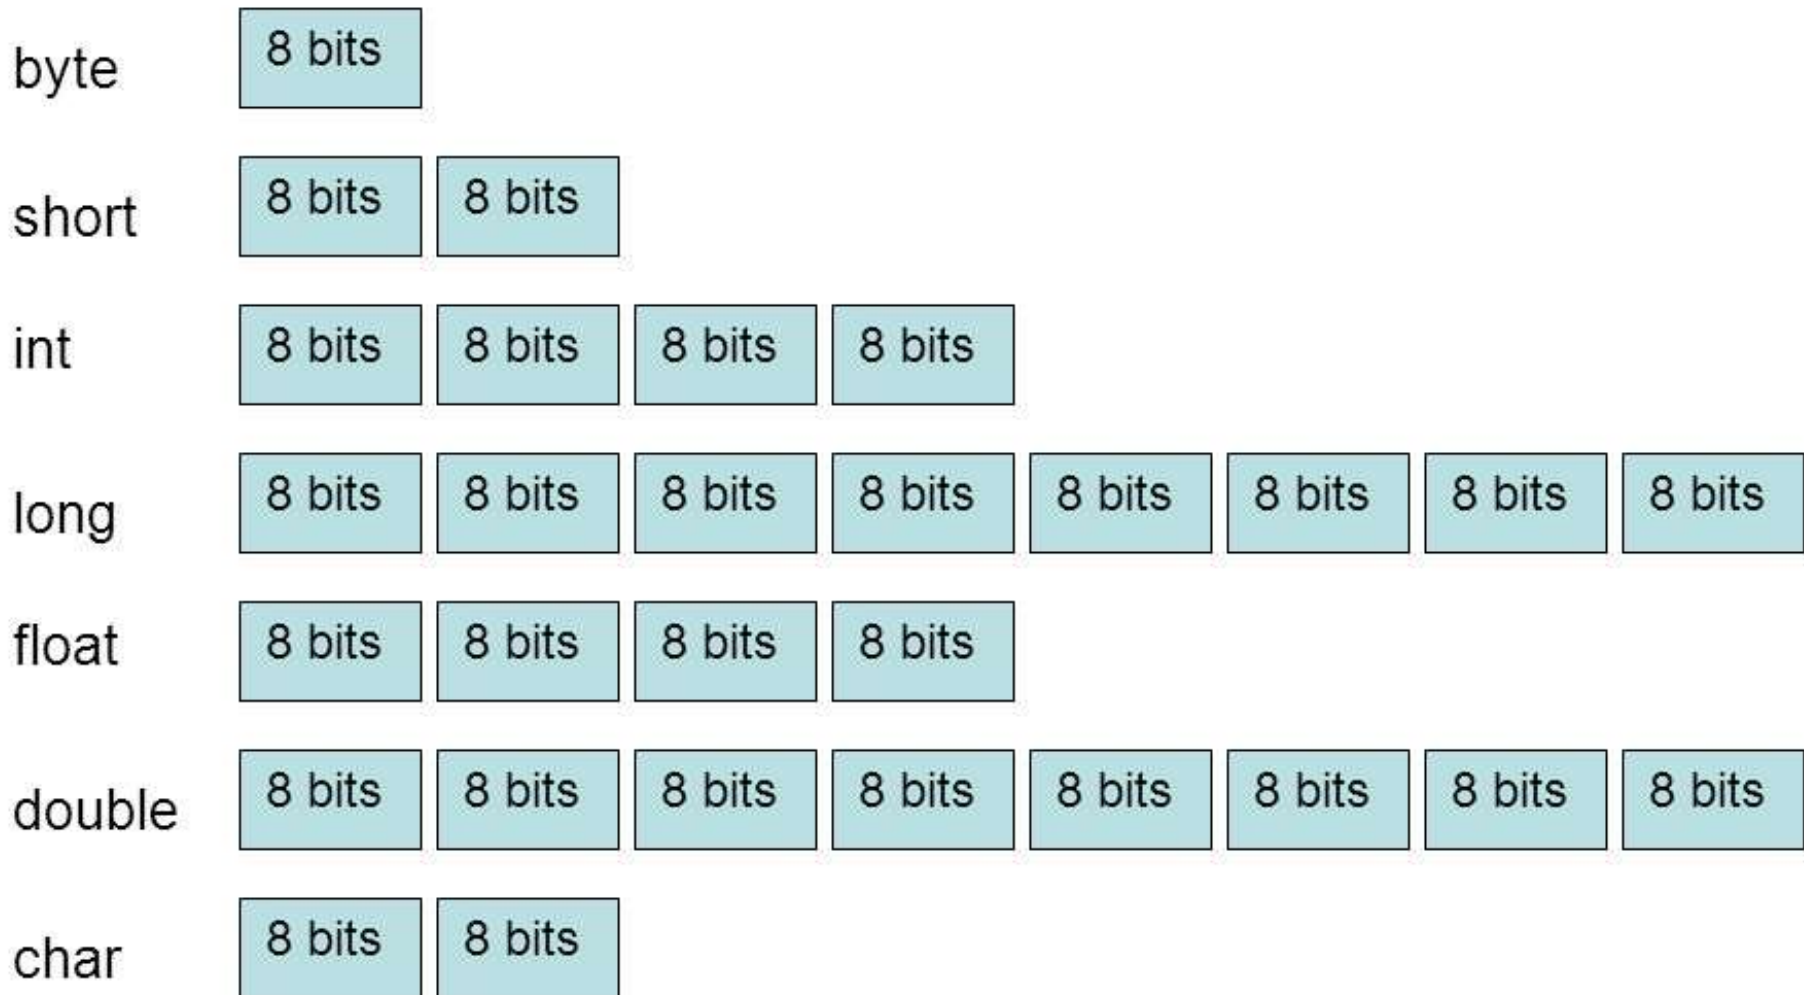 byte 8 bits
short 8 bits 8 bits
int 8 bits 8 bits 8 bits 8 bits
long 8 bits 8 bits 8 bits 8 bits 8 bits 8 bits 8 bits 8 bits
float 8 bits 8 bits 8 bits 8 bits
double 8 bits 8 bits 8 bits 8 bits 8 bits 8 bits 8 bits 8 bits
char 8 bits 8 bits